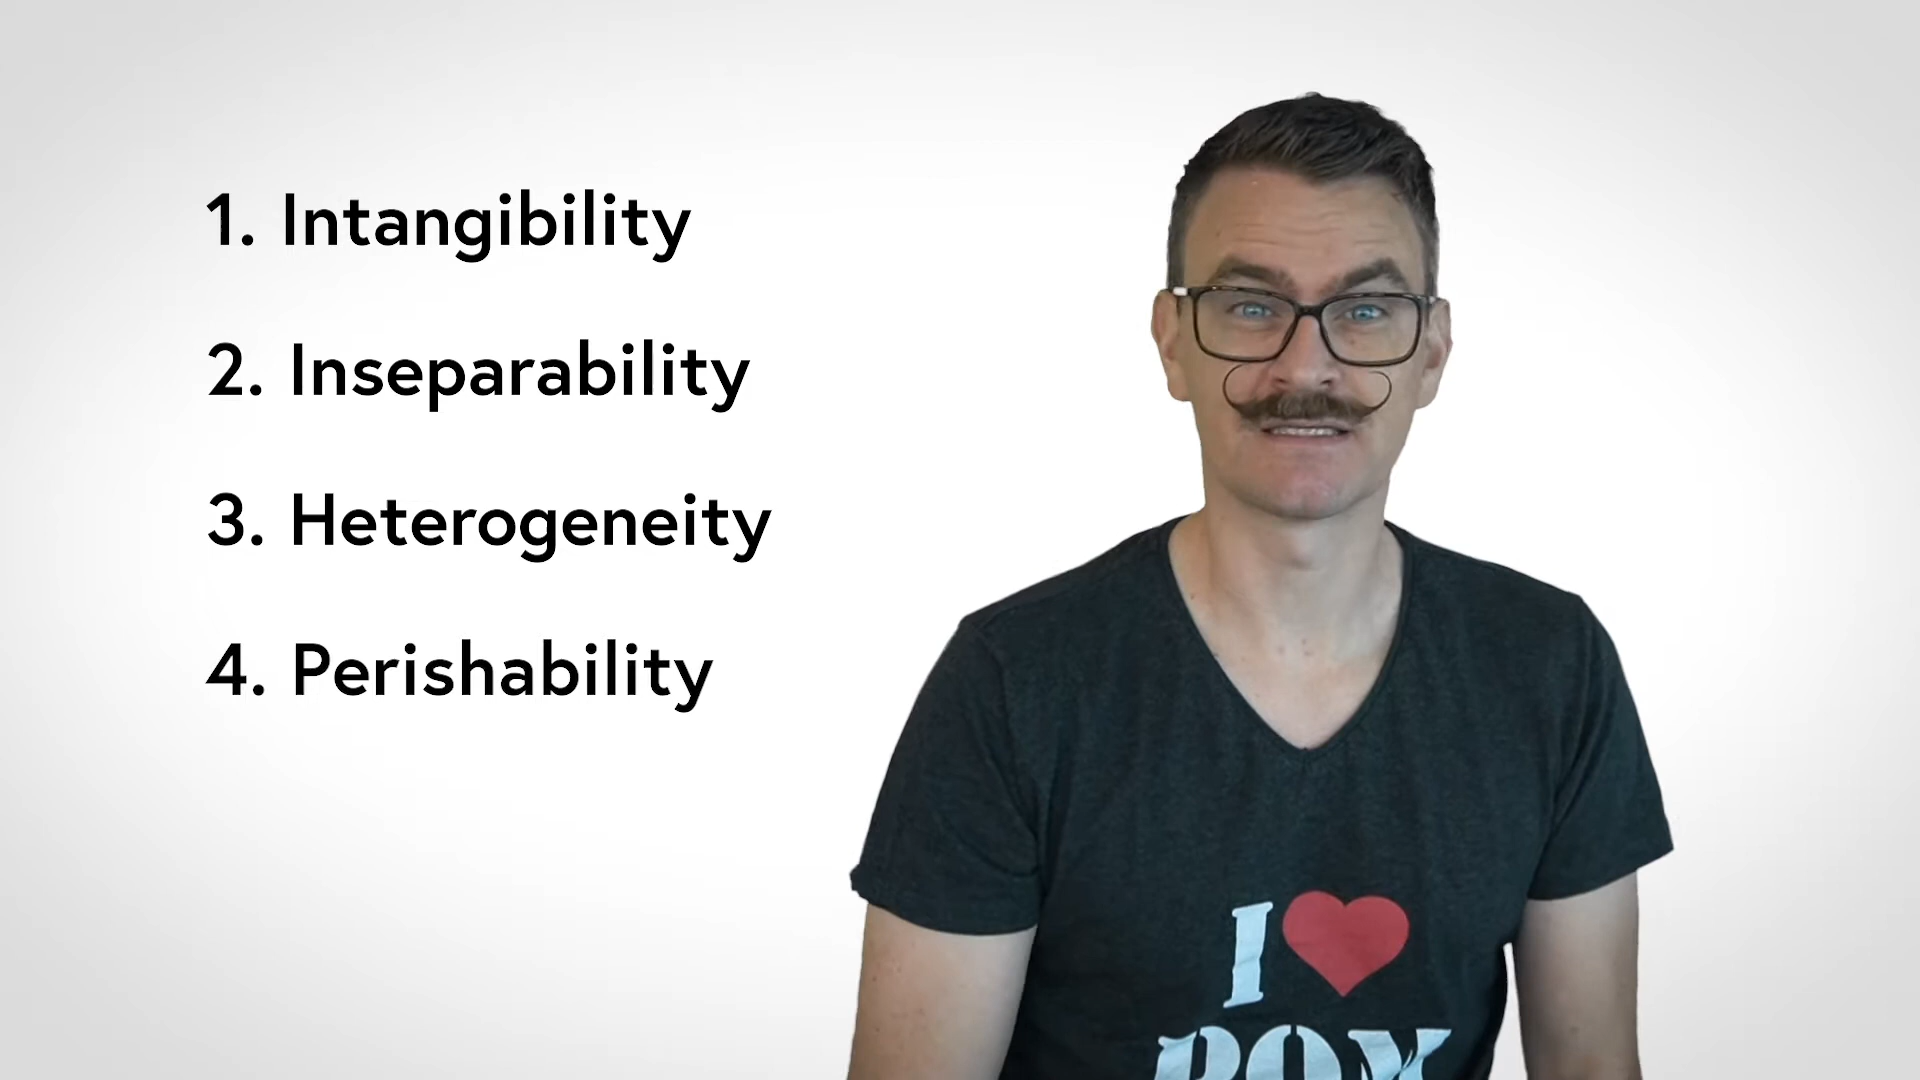 1. Intangibility
2. Inseparability
3. Heterogeneity
4. Perishability
I